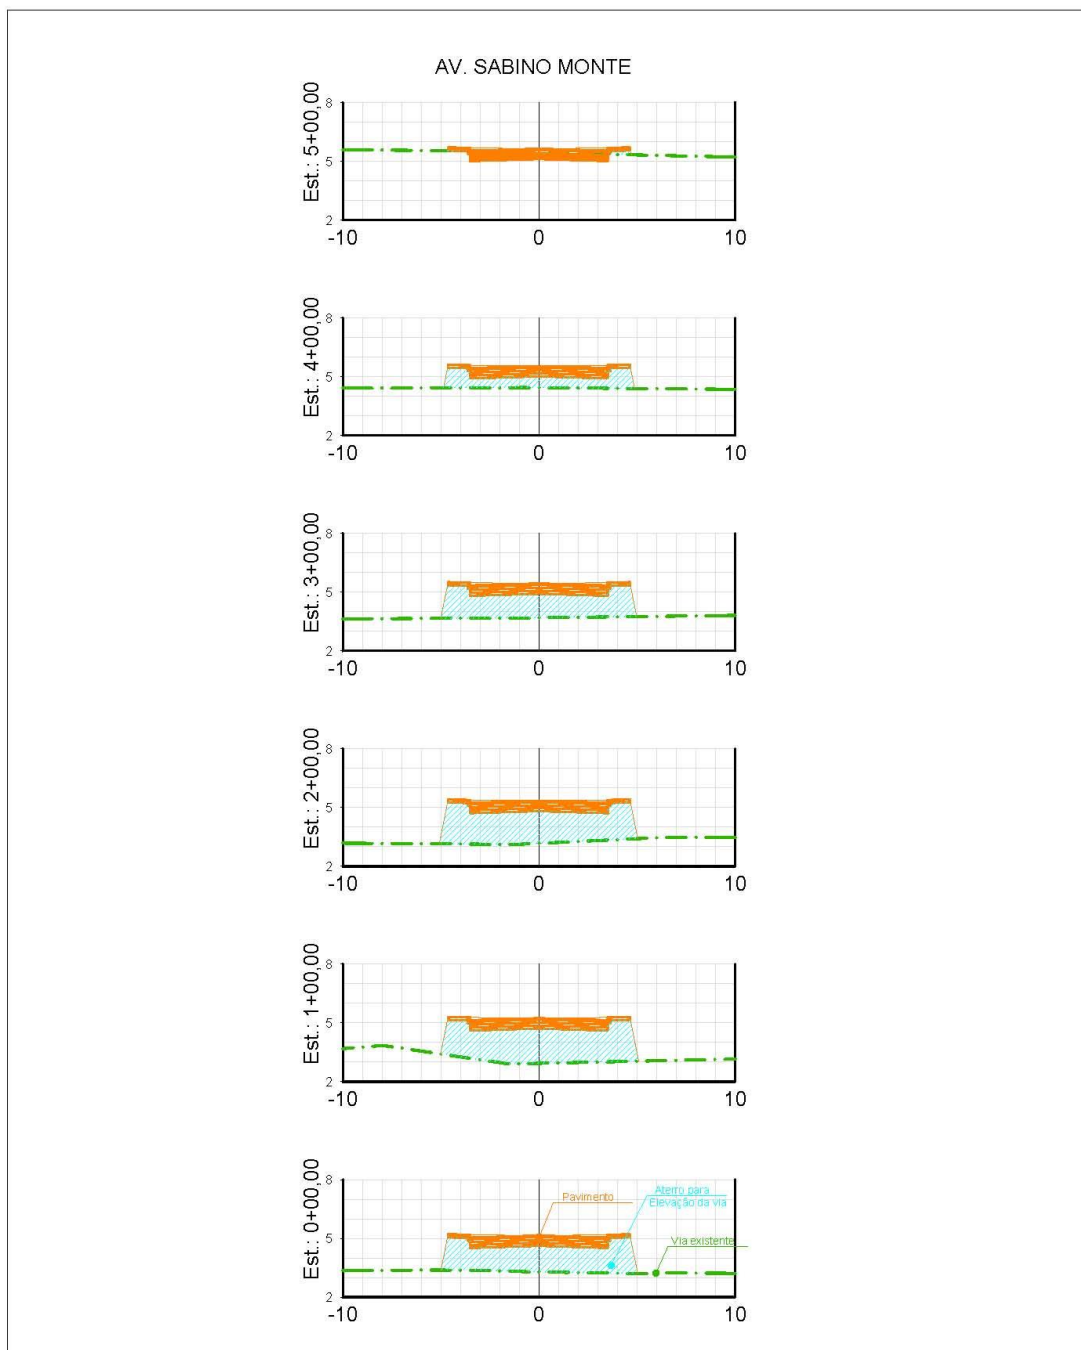 AV. SABINO MONTE
Est.: 5+00,00
8
5
2
-10 0 10
Est.: 4+00,00
8
5
2
-10 0 10
Est.: 3+00,00
8
5
2
-10 0 10
Est.: 2+00,00
8
5
2
-10 0 10
Est.: 1+00,00
8
5
2
-10 0 10
Est.: 0+00,00
8
5
2
Pavimento
Aterro para
Elevação da via
Via existente
-10 0 10